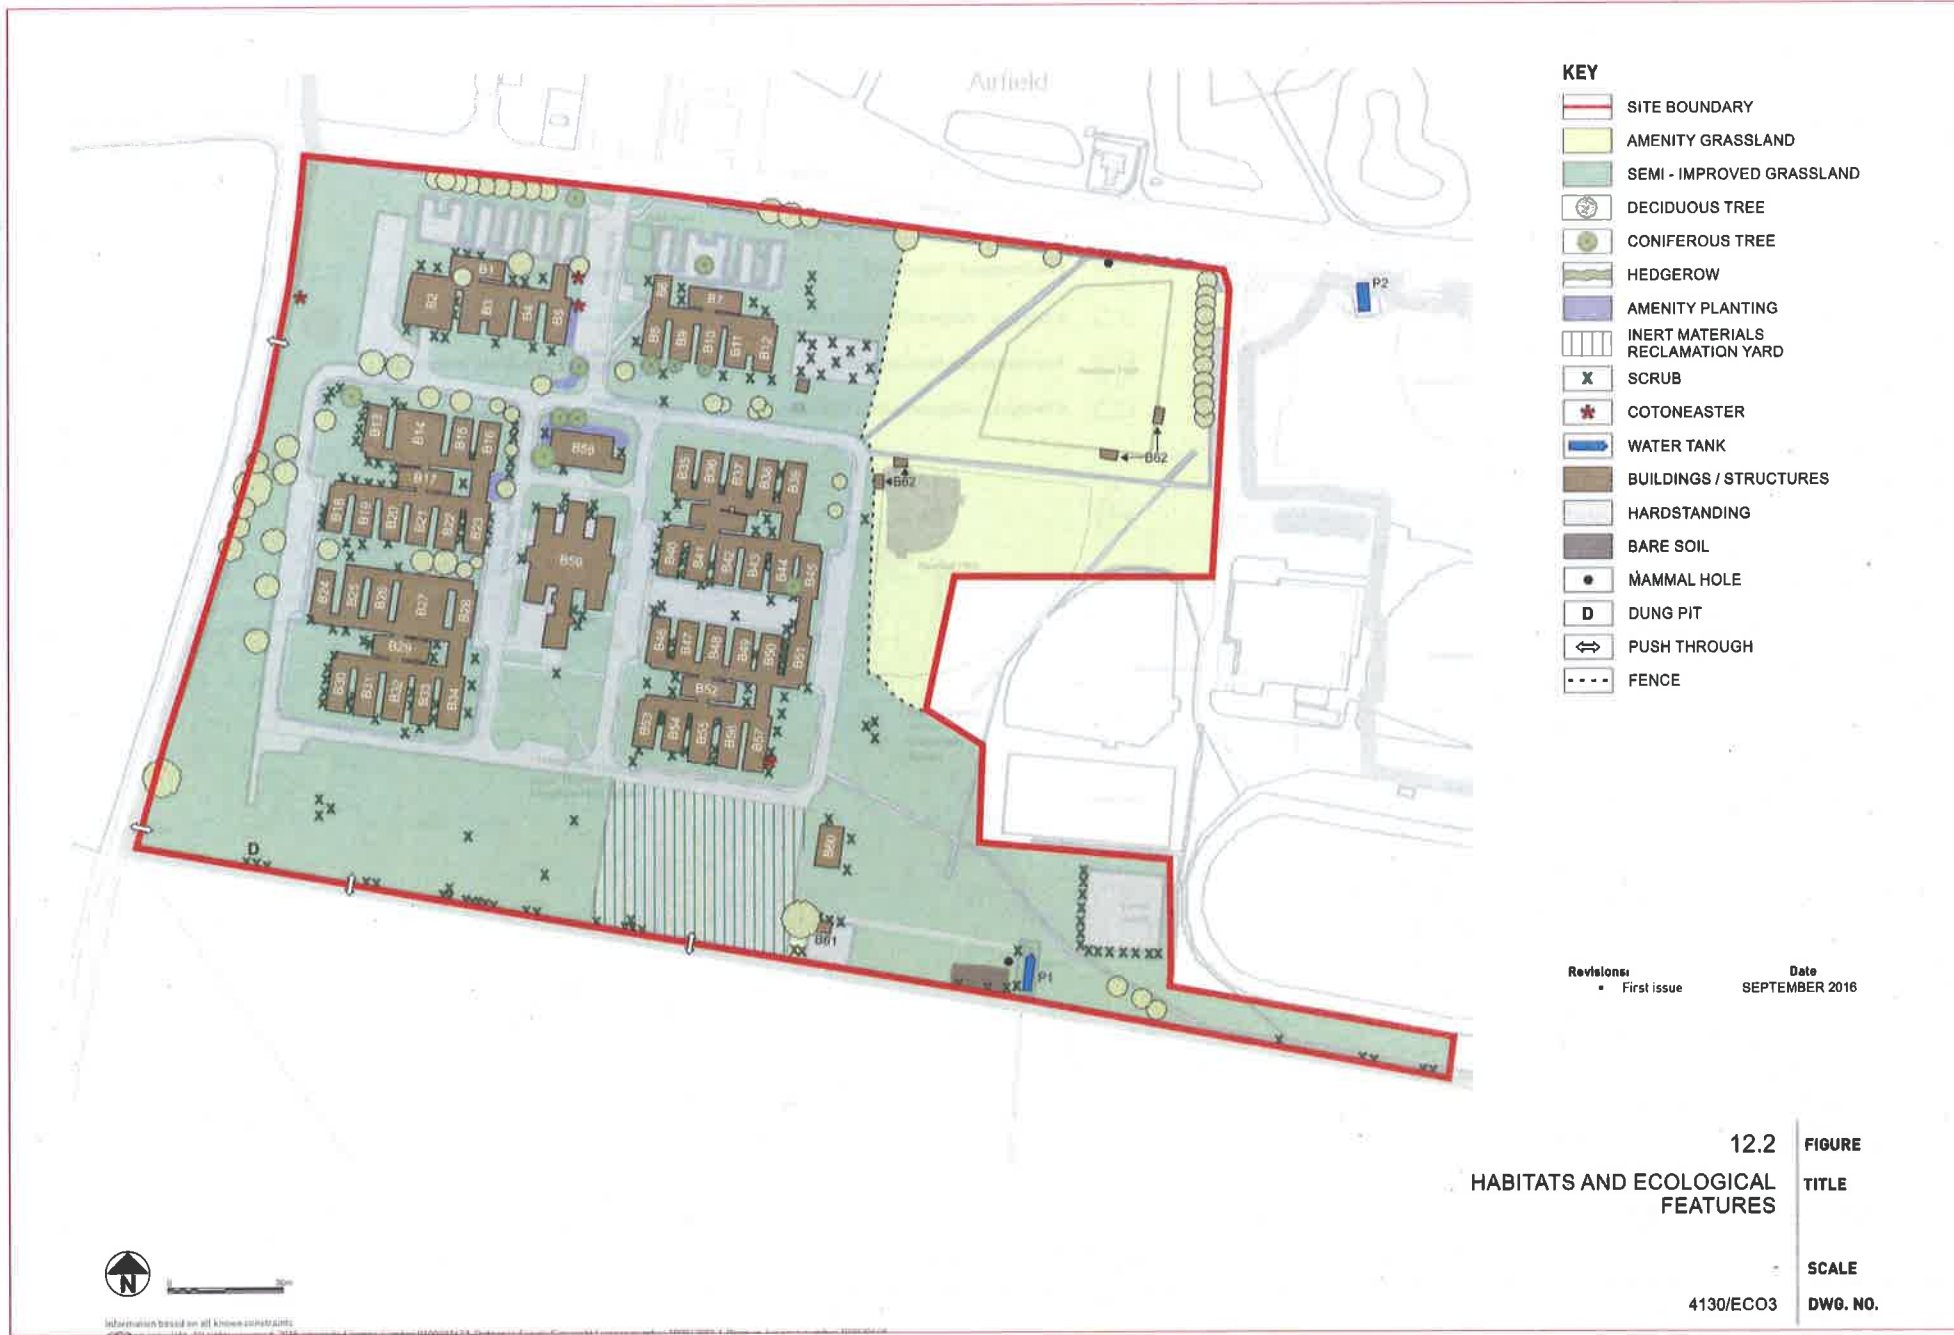 Airfield
KEY
SITE BOUNDARY
AMENITY GRASSLAND
SEMI - IMPROVED GRASSLAND
DECIDUOUS TREE
CONIFEROUS TREE
HEDGEROW
AMENITY PLANTING
INERT MATERIALS
RECLAMATION YARD
X SCRUB
COTONEASTER
WATER TANK
BUILDINGS / STRUCTURES
HARDSTANDING
BARE SOIL
MAMMAL HOLE
D DUNG PIT
PUSH THROUGH
FENCE
P2
B1
B2
B3
B4
B5
B6
B7
B8
B9
B10
B11
B12
B13
B14
B15
B16
B17
B18
B19
B20
B21
B22
B23
B24
B25
B26
B27
B28
B29
B30
B31
B32
B33
B34
B35
B36
B37
B38
B39
B40
B41
B42
B43
B44
B45
B46
B47
B48
B49
B50
B51
B52
B53
B54
B55
B56
B57
B58
B59
B60
B61
B62
B62
D
P1
Revisions: Date
• First issue SEPTEMBER 2016
12.2 FIGURE
HABITATS AND ECOLOGICAL TITLE
FEATURES
SCALE
4130/ECO3 DWG. NO.
N
Information based on all known constraints